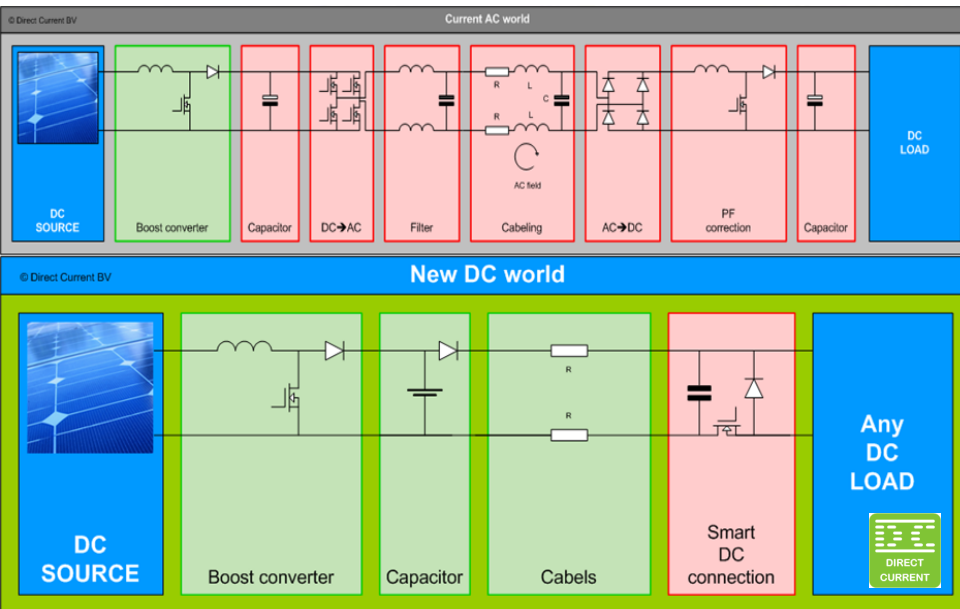 © Direct Current BV
Current AC world
R
L
C
R
L
AC field
DC
SOURCE
Boost converter
Capacitor
DC➔AC
Filter
Cabeling
AC➔DC
PF
correction
Capacitor
DC
LOAD
© Direct Current BV
New DC world
R
R
DC
SOURCE
Boost converter
Capacitor
Cabels
Smart
DC
connection
Any
DC
LOAD
DC
DIRECT
CURRENT